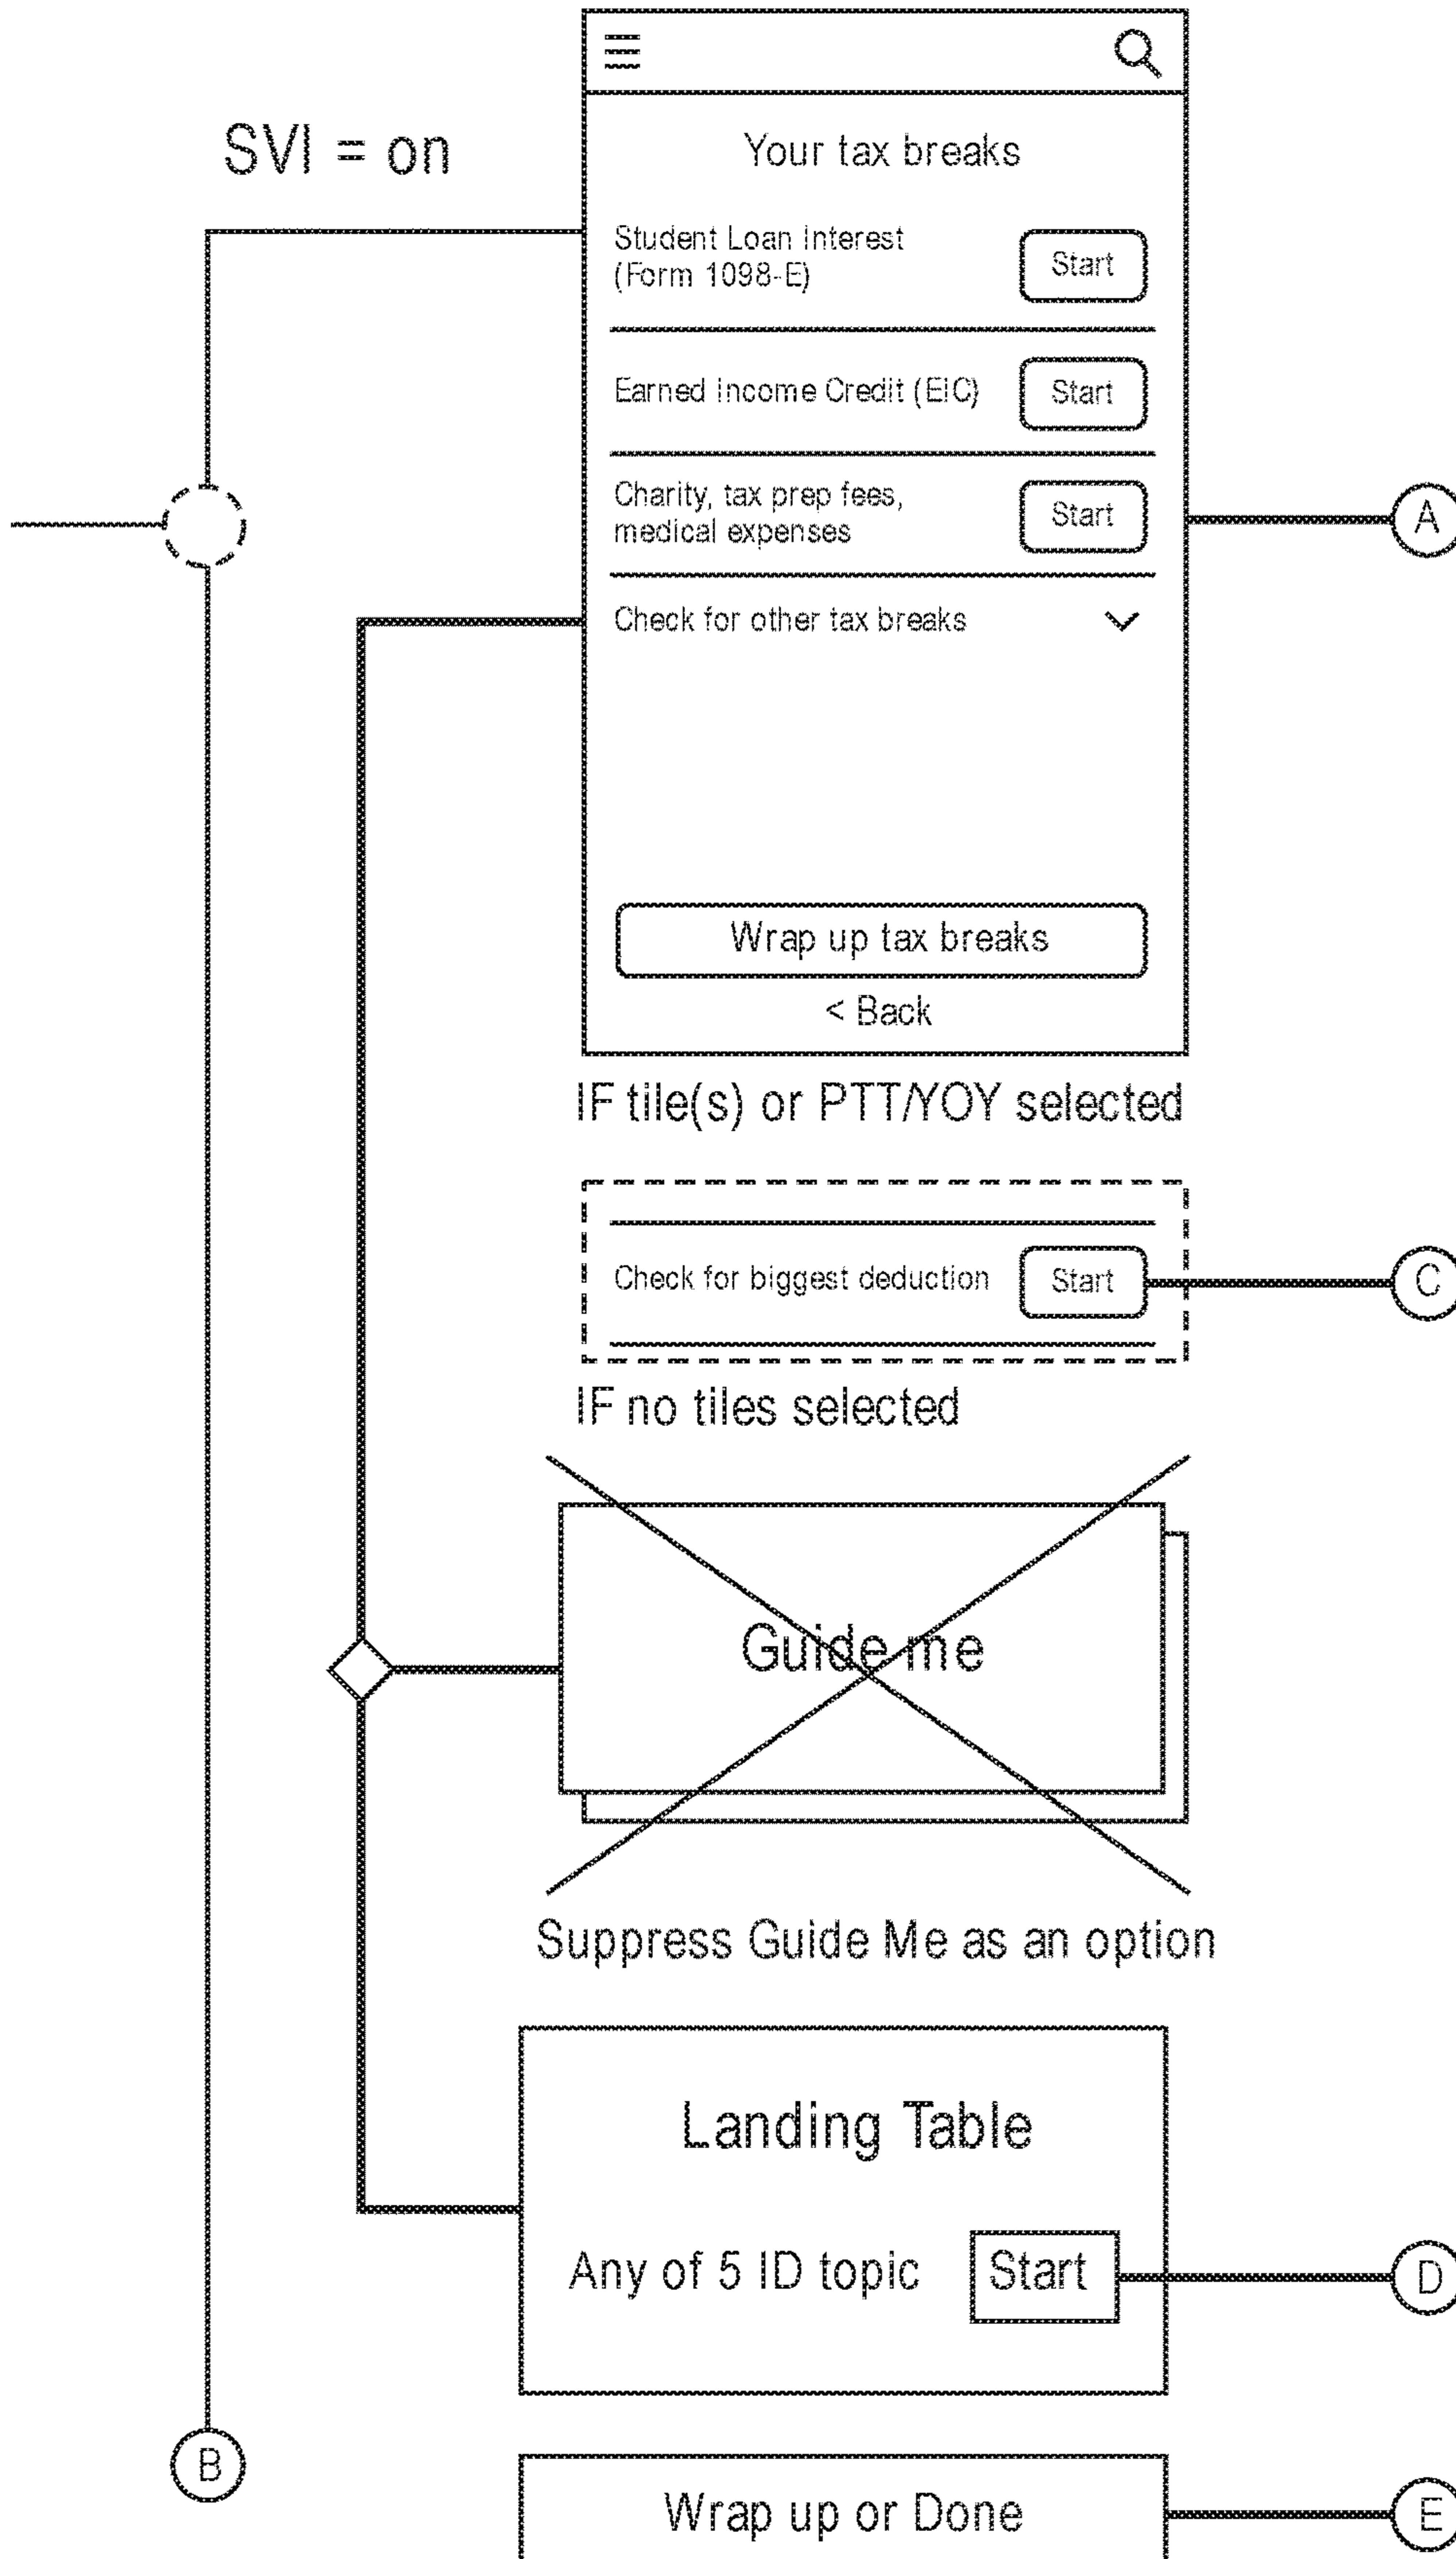 SVI = on
Your tax breaks
Student Loan Interest
(Form 1098-E)
Start
Earned Income Credit (EIC)
Start
Charity, tax prep fees,
medical expenses
Start
A
Check for other tax breaks
Wrap up tax breaks
< Back
IF tile(s) or PTT/YOY selected
Check for biggest deduction
Start
C
IF no tiles selected
Guide me
Suppress Guide Me as an option
Landing Table
Any of 5 ID topic
Start
D
B
Wrap up or Done
E